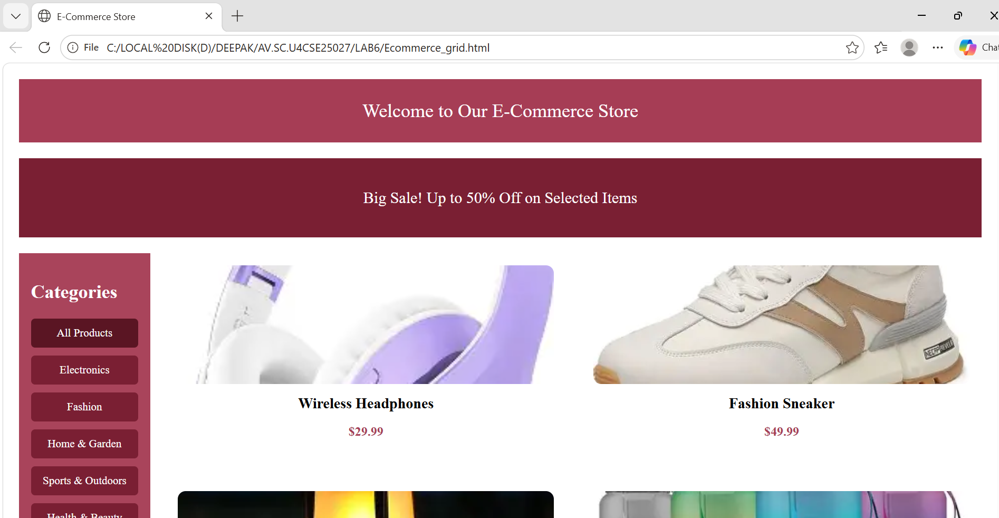 E-Commerce Store
File C:/LOCAL%20DISK(D)/DEEPAK/AV.SC.U4CSE25027/LAB6/Ecommerce_grid.html
Chat
Welcome to Our E-Commerce Store
Big Sale! Up to 50% Off on Selected Items
Categories
All Products
Electronics
Fashion
Home & Garden
Sports & Outdoors
Health & Beauty
Wireless Headphones
$29.99
Fashion Sneaker
$49.99